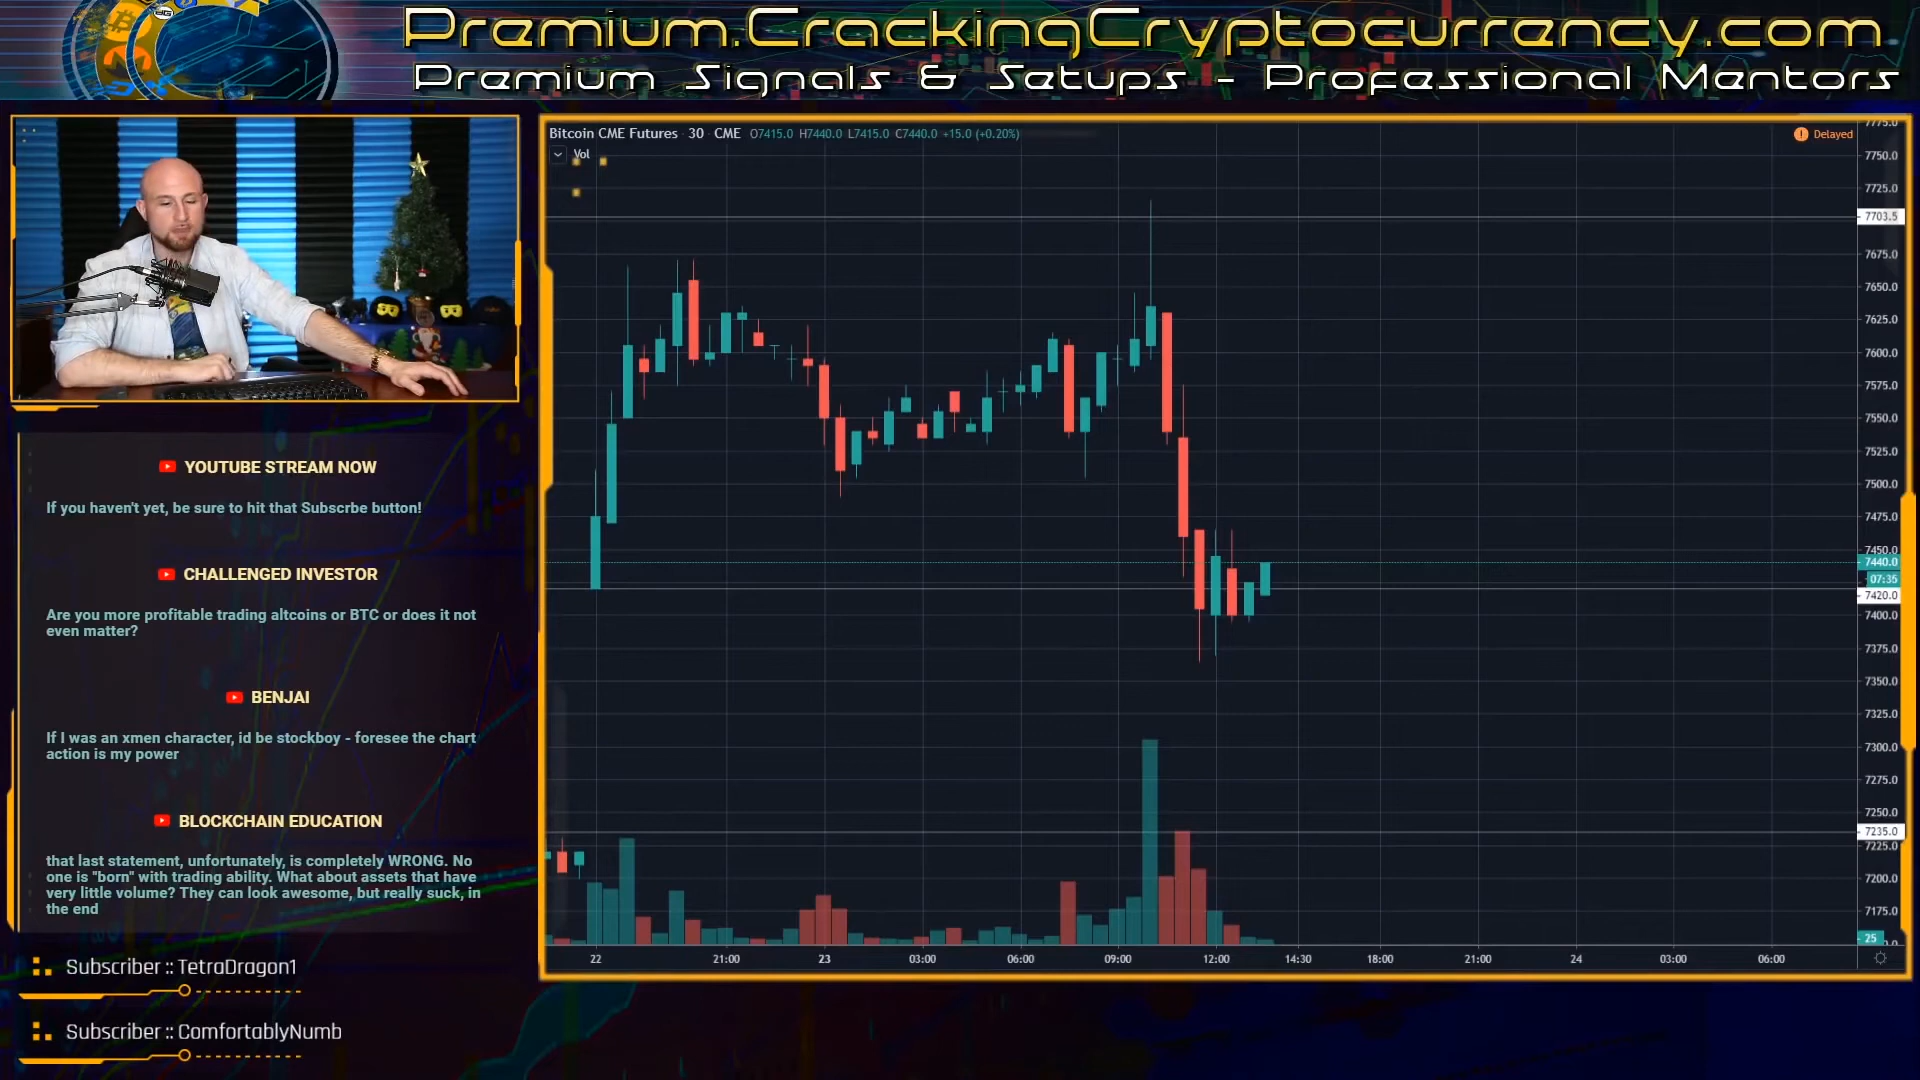 Premium.CrackingCryptocurrency.com
Premium Signals & Setups - Professional Mentors
Bitcoin CME Futures · 30 · CME O7415.0 H7440.0 L7415.0 C7440.0 +15.0 (+0.20%)
Delayed
Vol
7775.0
7750.0
7725.0
7703.5
7675.0
7650.0
7625.0
7600.0
7575.0
7550.0
7525.0
7500.0
7475.0
7450.0
7440.0
07:35
7420.0
7400.0
7375.0
7350.0
7325.0
7300.0
7275.0
7250.0
7235.0
7225.0
7200.0
7175.0
25
22 21:00 23 03:00 06:00 09:00 12:00 14:30 18:00 21:00 24 03:00 06:00
YOUTUBE STREAM NOW
If you haven't yet, be sure to hit that Subscrbe button!
CHALLENGED INVESTOR
Are you more profitable trading altcoins or BTC or does it not
even matter?
BENJAI
If I was an xmen character, id be stockboy - foresee the chart
action is my power
BLOCKCHAIN EDUCATION
that last statement, unfortunately, is completely WRONG. No
one is "born" with trading ability. What about assets that have
very little volume? They can look awesome, but really suck, in
the end
Subscriber :: TetraDragon1
Subscriber :: ComfortablyNumb